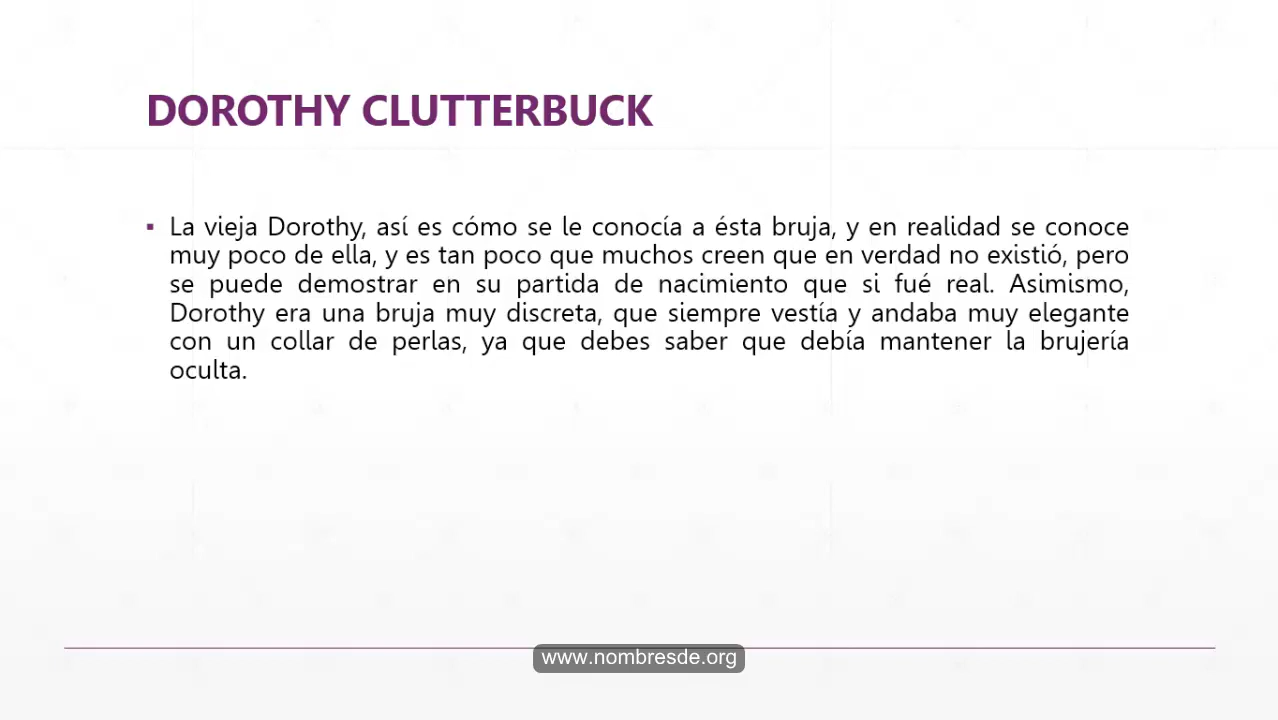 DOROTHY CLUTTERBUCK
▪ La vieja Dorothy, así es cómo se le conocía a ésta bruja, y en realidad se conoce
muy poco de ella, y es tan poco que muchos creen que en verdad no existió, pero
se puede demostrar en su partida de nacimiento que si fué real. Asimismo,
Dorothy era una bruja muy discreta, que siempre vestía y andaba muy elegante
con un collar de perlas, ya que debes saber que debía mantener la brujería
oculta.
www.nombresde.org